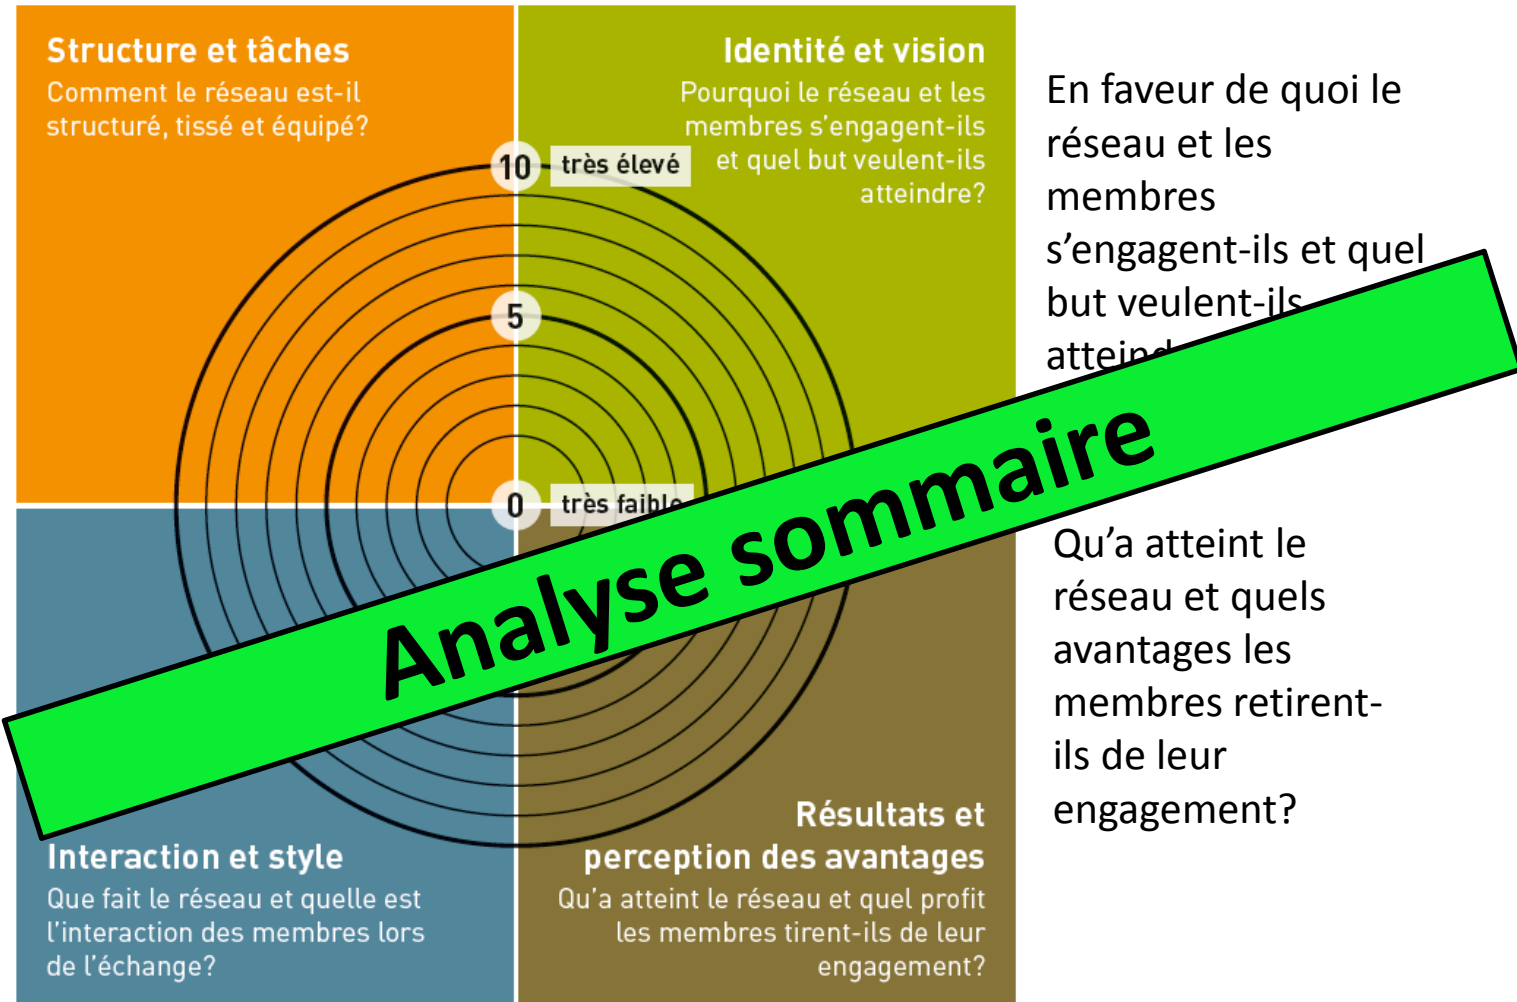 Structure et tâches
Comment le réseau est-il
structuré, tissé et équipé?
Identité et vision
Pourquoi le réseau et les
membres s'engagent-ils
et quel but veulent-ils
atteindre?
10 très élevé
5
0 très faible
Interaction et style
Que fait le réseau et quelle est
l'interaction des membres lors
de l'échange?
Résultats et
perception des avantages
Qu'a atteint le réseau et quel profit
les membres tirent-ils de leur
engagement?
En faveur de quoi le
réseau et les
membres
s'engagent-ils et quel
but veulent-ils
Qu'a atteint le
réseau et quels
avantages les
membres retirent-
ils de leur
engagement?
Analyse sommaire